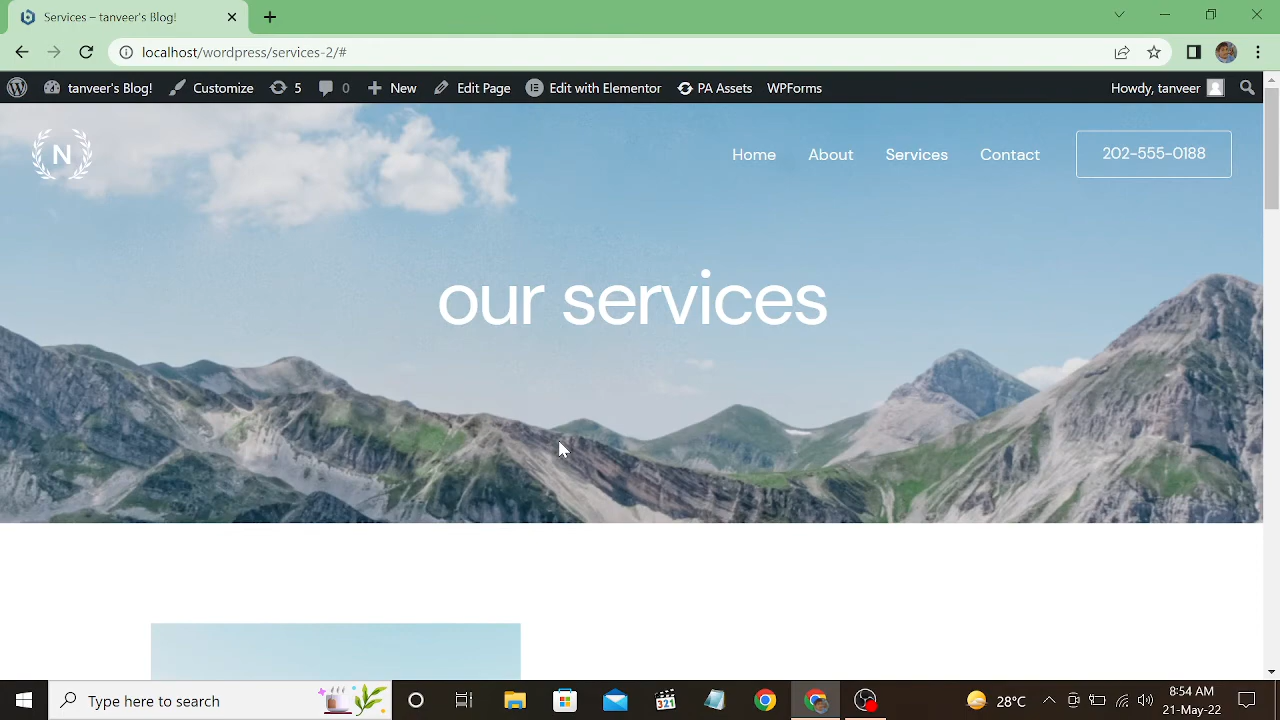 Services – tanveer's Blog!
localhost/wordpress/services-2/#
tanveer's Blog! Customize 5 0 New Edit Page Edit with Elementor PA Assets WPForms Howdy, tanveer
N Home About Services Contact 202-555-0188
our services
Type here to search 321 28°C 8:54 AM
21-May-22